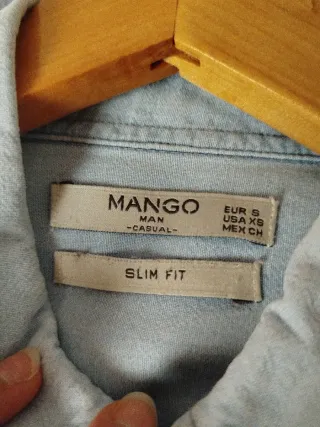 MANGO
MAN
-CASUAL-
EUR S
USA XS
MEX CH
SLIM FIT